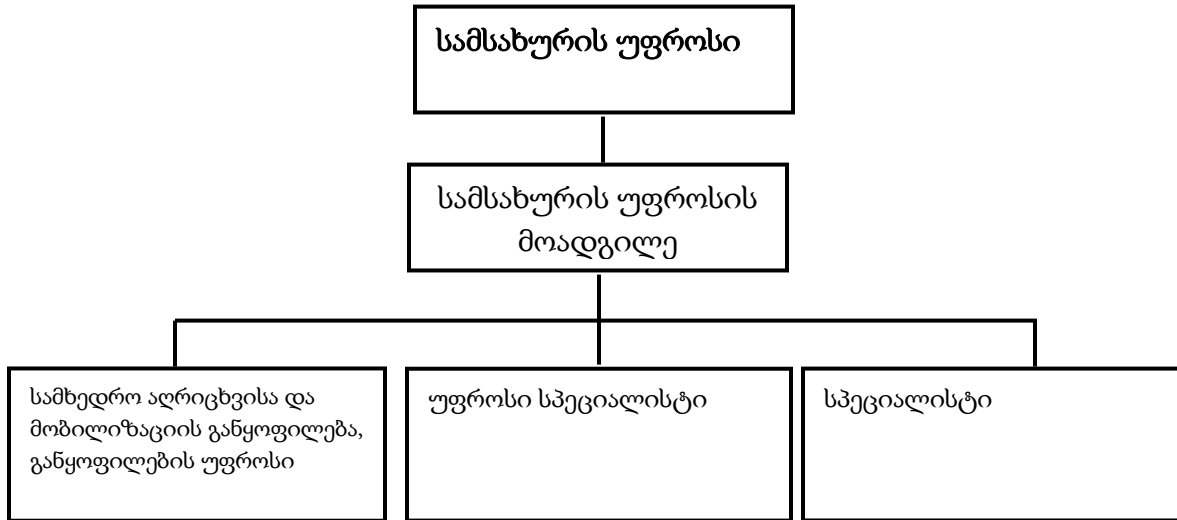 სამსახურის უფროსი
სამსახურის უფროსის
მოადგილე
სამხედრო აღრიცხვისა და
მობილიზაციის განყოფილება,
განყოფილების უფროსი
უფროსი სპეციალისტი
სპეციალისტი